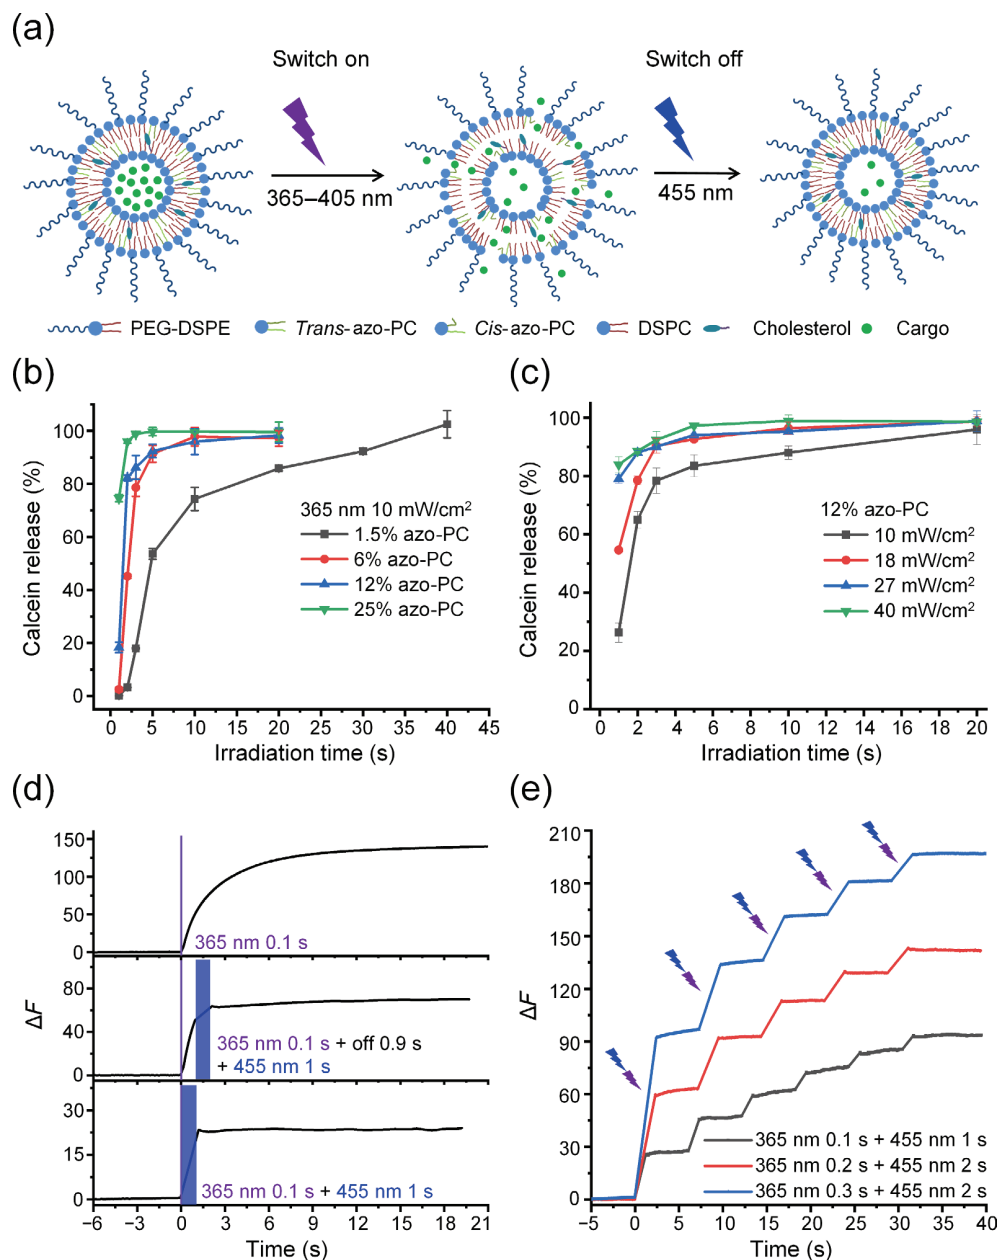 (a)
Switch on
Switch off
365–405 nm
455 nm
PEG-DSPE
Trans-azo-PC
Cis-azo-PC
DSPC
Cholesterol
Cargo
(b)
Calcein release (%)
100
80
60
40
20
0
365 nm 10 mW/cm²
1.5% azo-PC
6% azo-PC
12% azo-PC
25% azo-PC
0 5 10 15 20 25 30 35 40 45
Irradiation time (s)
(c)
Calcein release (%)
100
80
60
40
20
0
12% azo-PC
10 mW/cm²
18 mW/cm²
27 mW/cm²
40 mW/cm²
0 2 4 6 8 10 12 14 16 18 20
Irradiation time (s)
(d)
ΔF
150
100
50
0
365 nm 0.1 s
80
40
0
365 nm 0.1 s + off 0.9 s
+ 455 nm 1 s
30
15
0
365 nm 0.1 s + 455 nm 1 s
−6 −3 0 3 6 9 12 15 18 21
Time (s)
(e)
ΔF
210
180
150
120
90
60
30
0
365 nm 0.1 s + 455 nm 1 s
365 nm 0.2 s + 455 nm 2 s
365 nm 0.3 s + 455 nm 2 s
−5 0 5 10 15 20 25 30 35 40
Time (s)